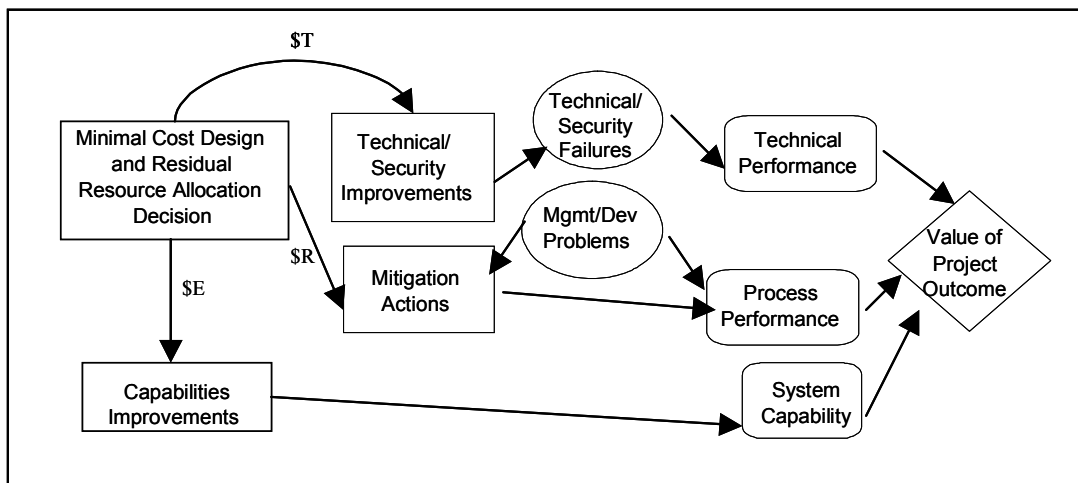 $T
Minimal Cost Design
and Residual
Resource Allocation
Decision
Technical/
Security
Improvements
Technical/
Security
Failures
Technical
Performance
$R
Mitigation
Actions
Mgmt/Dev
Problems
Process
Performance
Value of
Project
Outcome
$E
Capabilities
Improvements
System
Capability